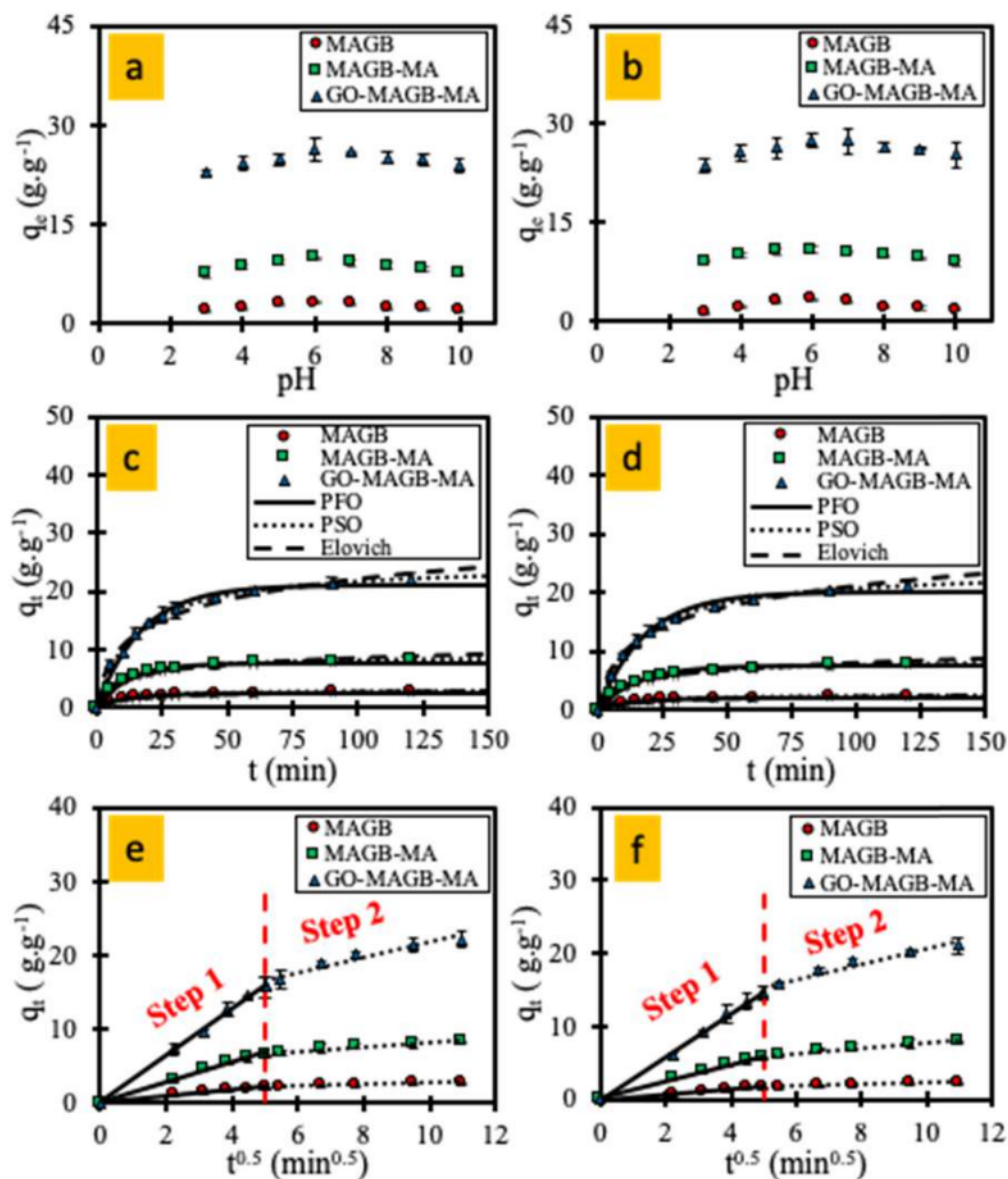 a
45
30
15
0
q_ie (g.g⁻¹)
MAGB
MAGB-MA
GO-MAGB-MA
0 2 4 6 8 10
pH
b
45
30
15
0
q_ie (g.g⁻¹)
MAGB
MAGB-MA
GO-MAGB-MA
0 2 4 6 8 10
pH
c
50
40
30
20
10
0
q_it (g.g⁻¹)
MAGB
MAGB-MA
GO-MAGB-MA
PFO
PSO
Elovich
0 25 50 75 100 125 150
t (min)
d
50
40
30
20
10
0
q_it (g.g⁻¹)
MAGB
MAGB-MA
GO-MAGB-MA
PFO
PSO
Elovich
0 25 50 75 100 125 150
t (min)
e
40
30
20
10
0
q_it (g.g⁻¹)
MAGB
MAGB-MA
GO-MAGB-MA
Step 1
Step 2
0 2 4 6 8 10 12
t⁰·⁵ (min⁰·⁵)
f
40
30
20
10
0
q_it (g.g⁻¹)
MAGB
MAGB-MA
GO-MAGB-MA
Step 1
Step 2
0 2 4 6 8 10 12
t⁰·⁵ (min⁰·⁵)